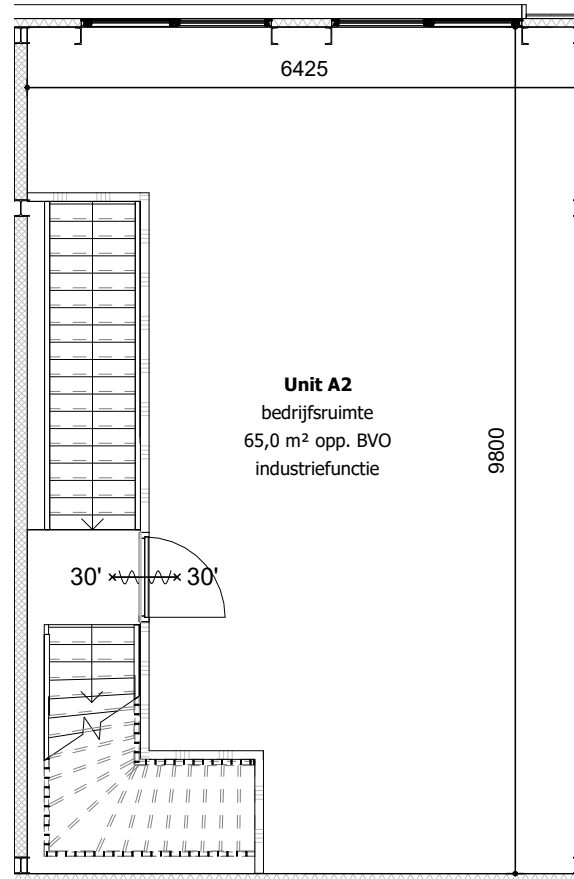 6425
Unit A2
bedrijfsruimte
65,0 m² opp. BVO
industriefunctie
9800
30' 30'